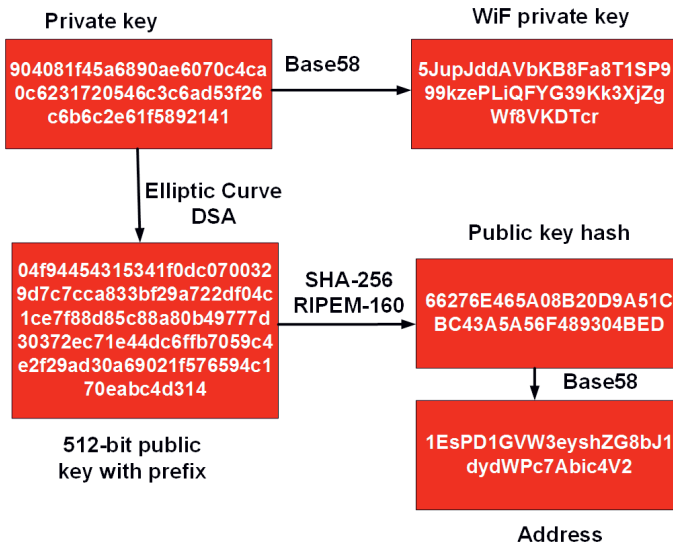 Private key
WiF private key
904081f45a6890ae6070c4ca
0c6231720546c3c6ad53f26
c6b6c2e61f5892141
Base58
5JupJddAVbKB8Fa8T1SP9
99kzePLiQFYG39Kk3XjZg
Wf8VKDTcr
Elliptic Curve
DSA
Public key hash
04f94454315341f0dc070032
9d7c7cca833bf29a722df04c
1ce7f88d85c88a80b49777d
30372ec71e44dc6ffb7059c4
e2f29ad30a69021f576594c1
70eabc4d314
SHA-256
RIPEM-160
66276E465A08B20D9A51C
BC43A5A56F489304BED
Base58
512-bit public
key with prefix
1EsPD1GVW3eyshZG8bJ1
dydWPc7Abic4V2
Address